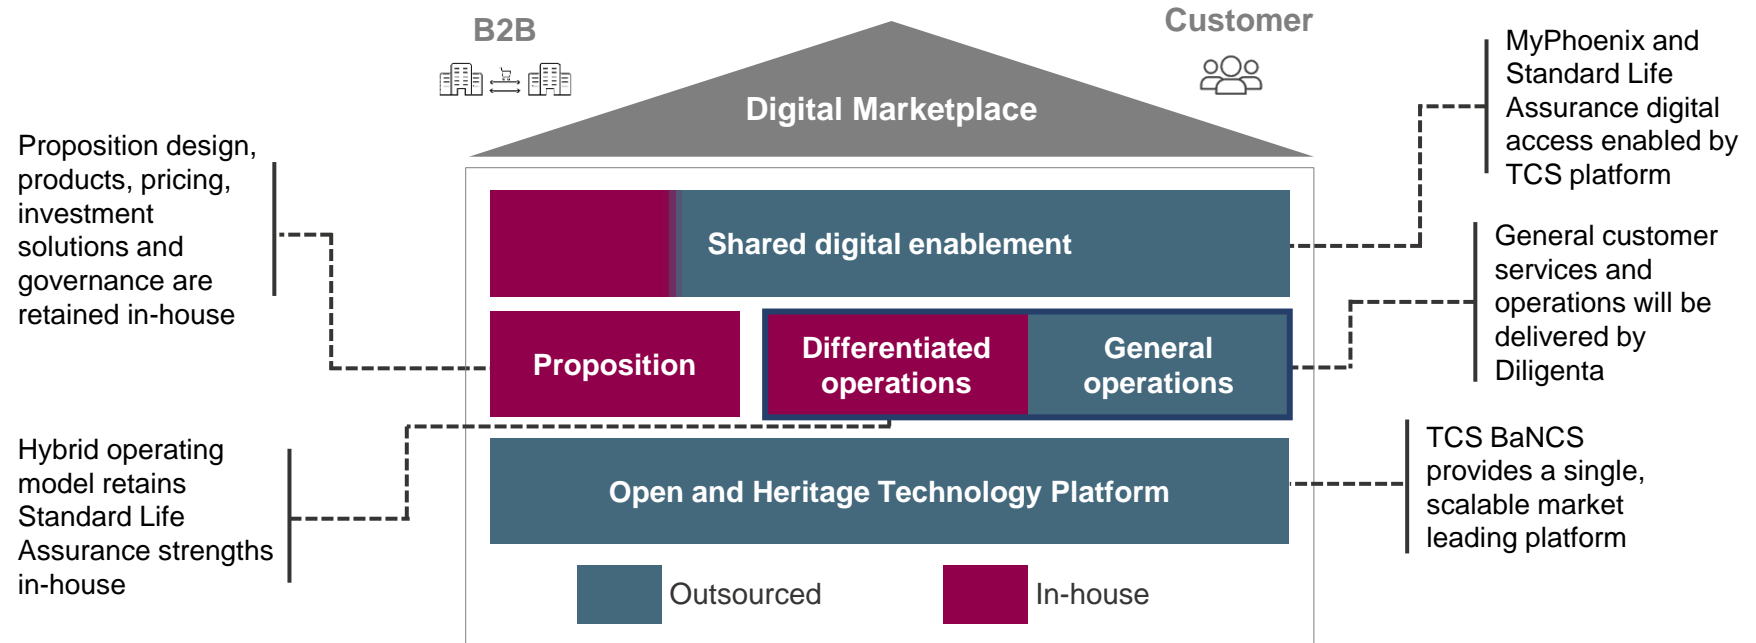 B2B
Customer
Digital Marketplace
MyPhoenix and
Standard Life
Assurance digital
access enabled by
TCS platform
Proposition design,
products, pricing,
investment
solutions and
governance are
retained in-house
Shared digital enablement
General customer
services and
operations will be
delivered by
Diligenta
Proposition
Differentiated
operations
General
operations
Hybrid operating
model retains
Standard Life
Assurance strengths
in-house
Open and Heritage Technology Platform
TCS BaNCS
provides a single,
scalable market
leading platform
Outsourced
In-house